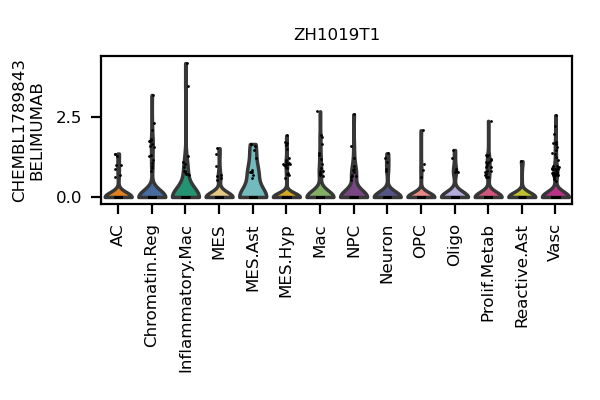 ZH1019T1
CHEMBL1789843
BELIMUMAB
2.5
0.0
AC
Chromatin.Reg
Inflammatory.Mac
MES
MES.Ast
MES.Hyp
Mac
NPC
Neuron
OPC
Oligo
Prolif.Metab
Reactive.Ast
Vasc